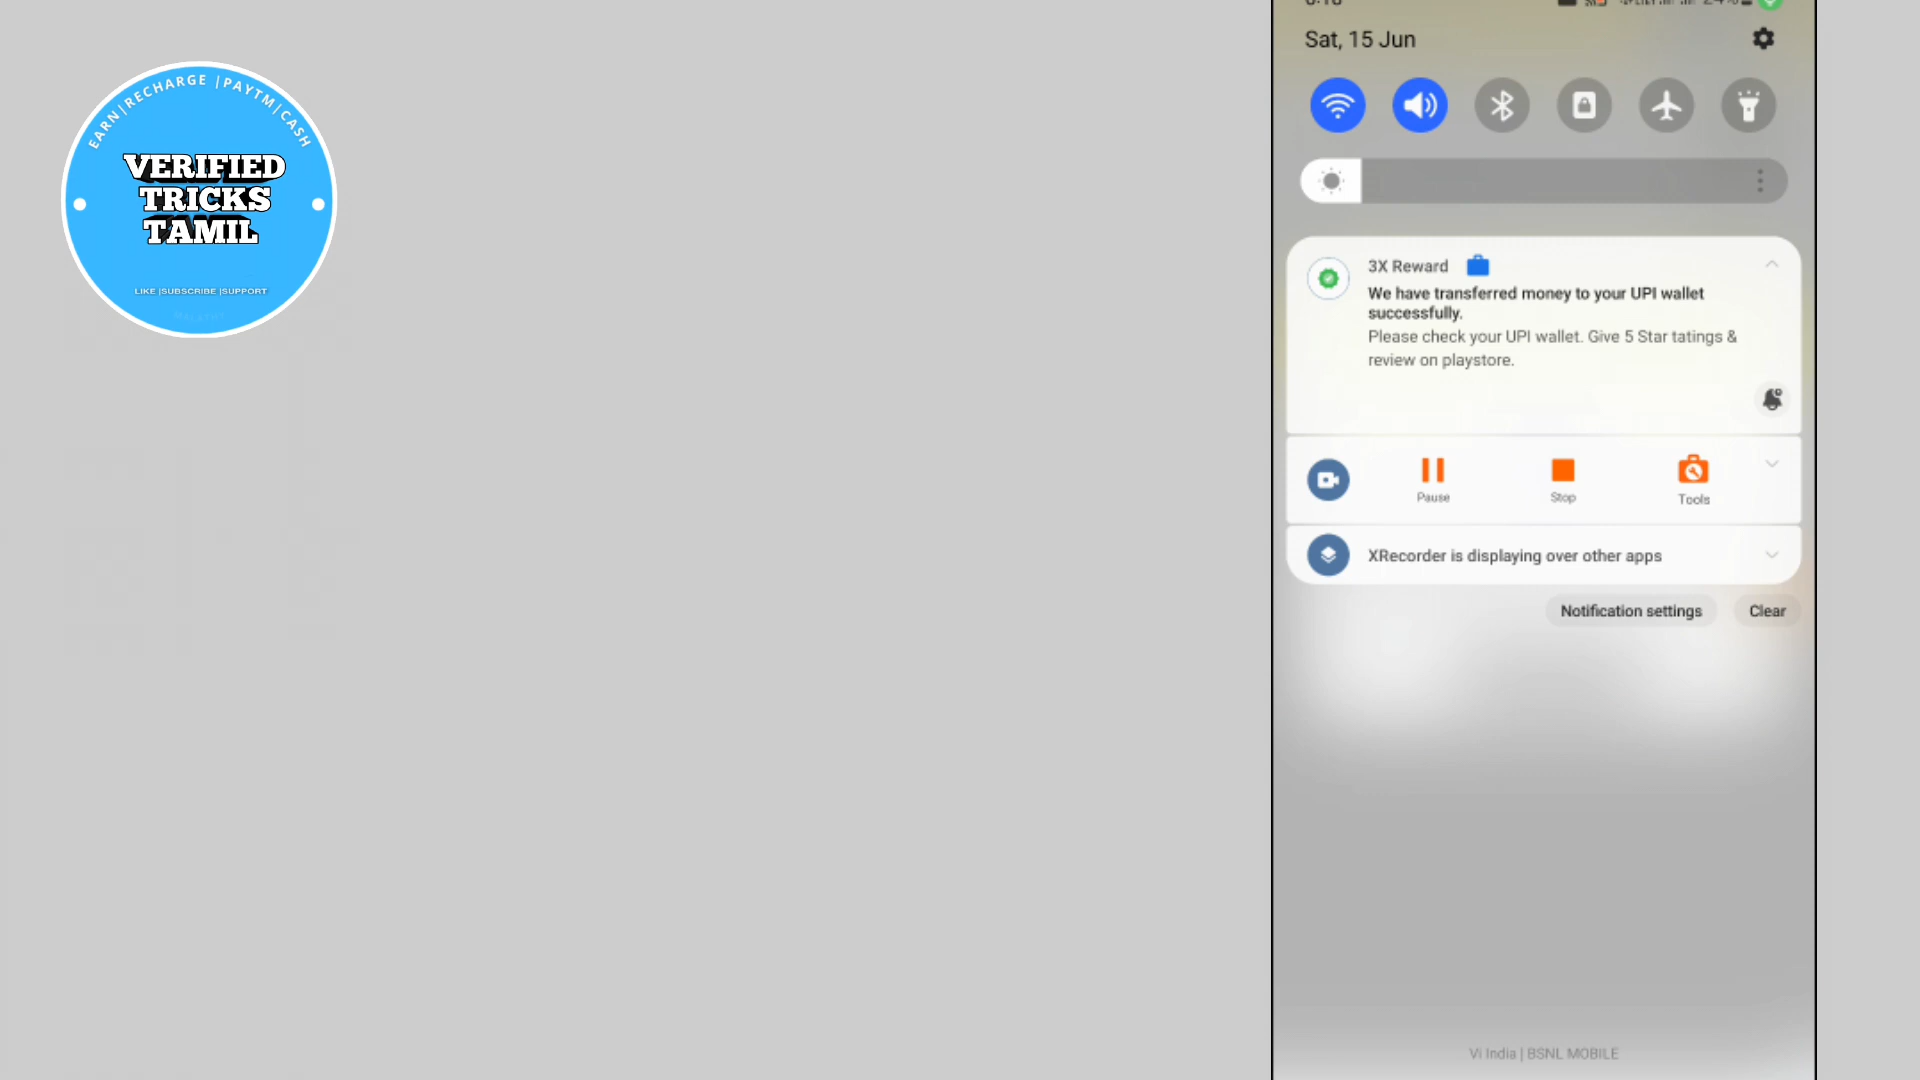 EARN|RECHARGE |PAYTM|CASH
VERIFIED
TRICKS
TAMIL
LIKE |SUBSCRIBE |SUPPORT
Sat, 15 Jun
3X Reward
We have transferred money to your UPI wallet
successfully.
Please check your UPI wallet. Give 5 Star tatings &
review on playstore.
Pause
Stop
Tools
XRecorder is displaying over other apps
Notification settings
Clear
Vi India | BSNL MOBILE